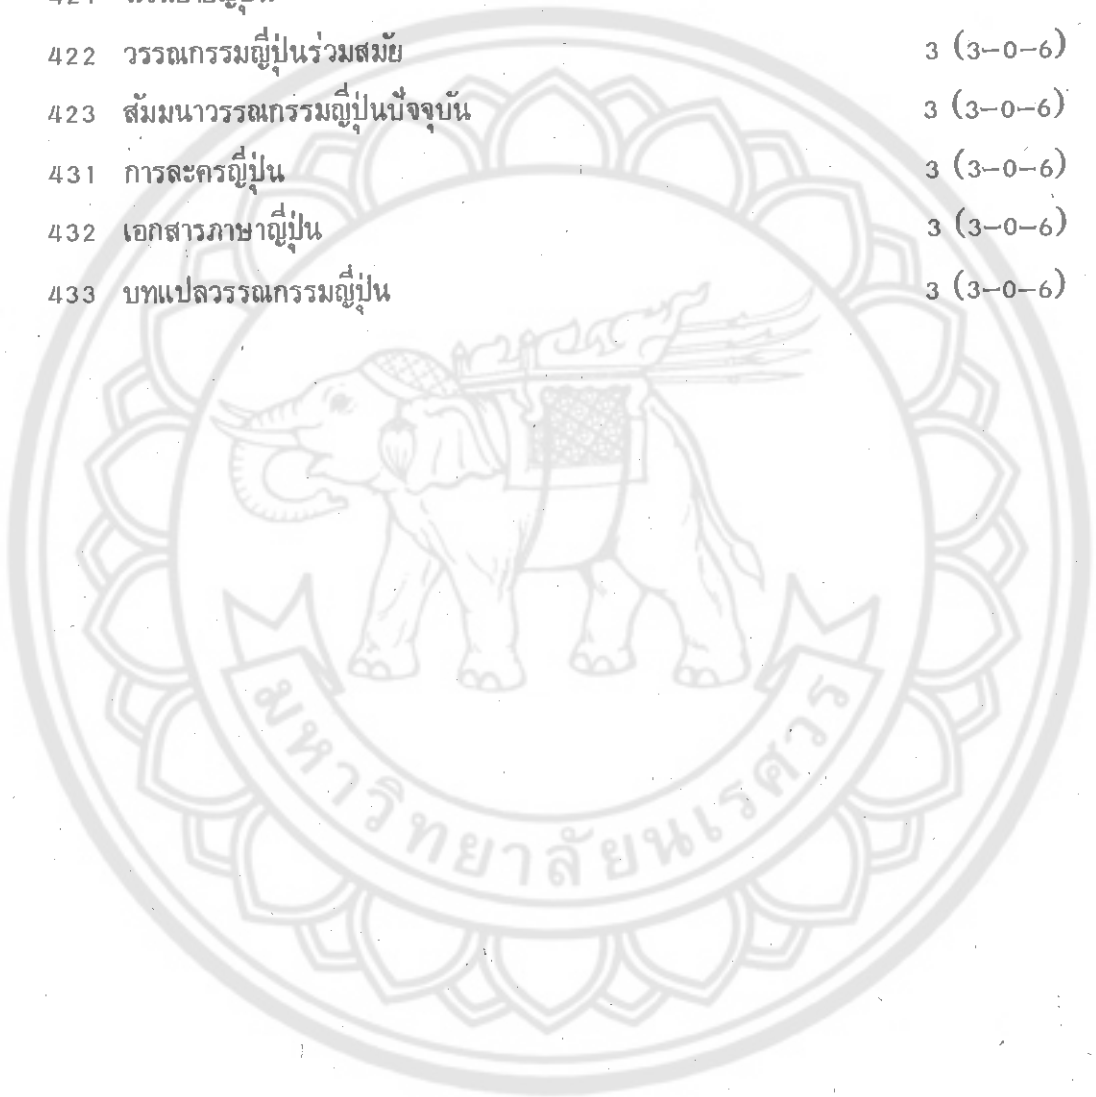 422 วรรณกรรมญี่ปุ่นร่วมสมัย 3 (3-0-6)
423 สัมมนาวรรณกรรมญี่ปุ่นปัจจุบัน 3 (3-0-6)
431 การละครญี่ปุ่น 3 (3-0-6)
432 เอกสารภาษาญี่ปุ่น 3 (3-0-6)
433 บทแปลวรรณกรรมญี่ปุ่น 3 (3-0-6)
มหาวิทยาลัยนเรศวร